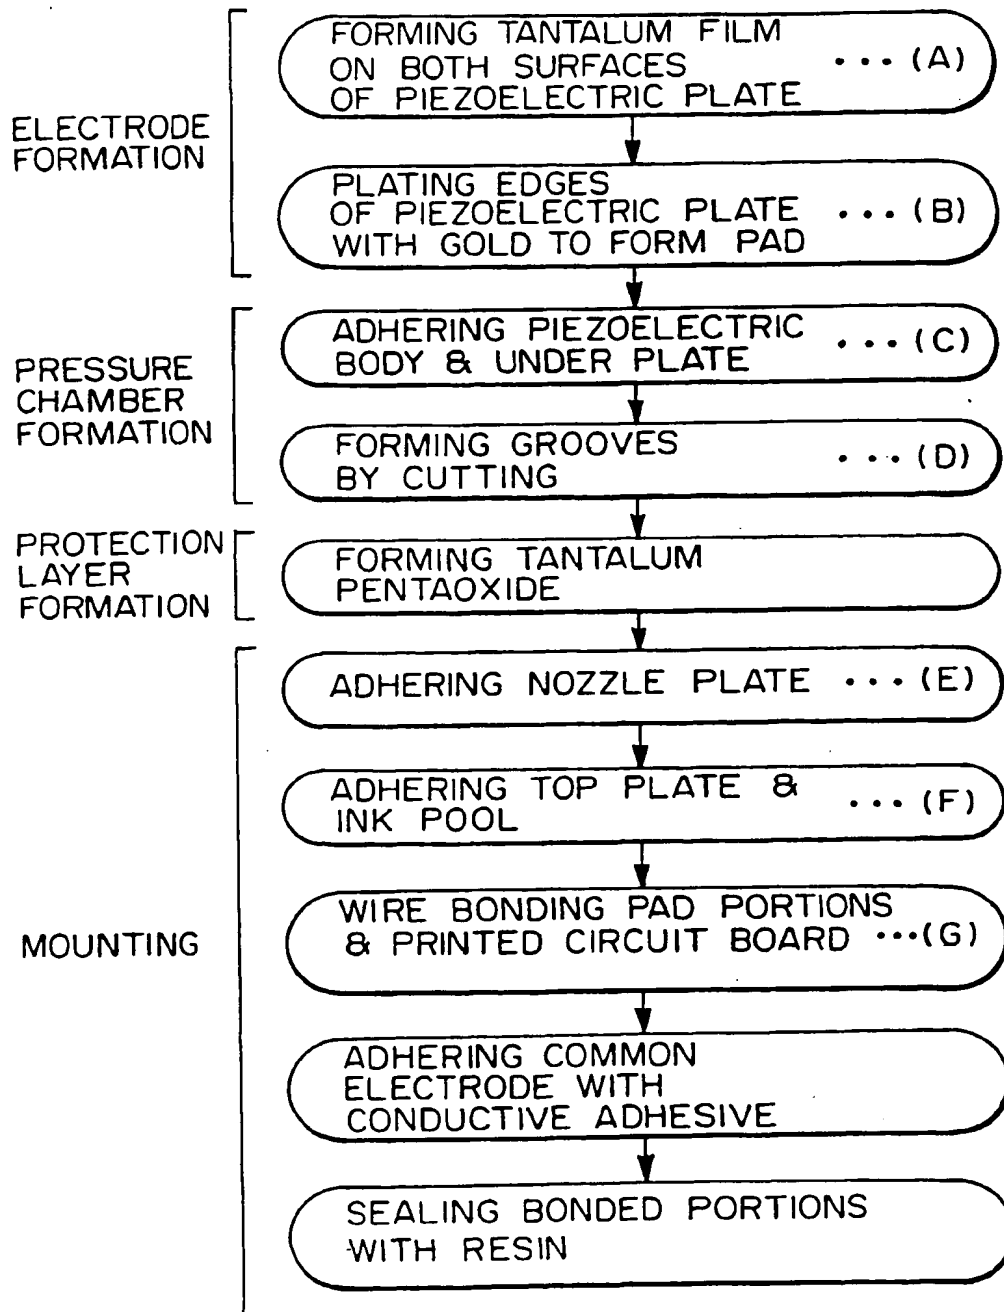 ELECTRODE
FORMATION
FORMING TANTALUM FILM
ON BOTH SURFACES ••• (A)
OF PIEZOELECTRIC PLATE
PLATING EDGES
OF PIEZOELECTRIC PLATE ••• (B)
WITH GOLD TO FORM PAD
PRESSURE
CHAMBER
FORMATION
ADHERING PIEZOELECTRIC
BODY & UNDER PLATE ••• (C)
FORMING GROOVES
BY CUTTING ••• (D)
PROTECTION
LAYER
FORMATION
FORMING TANTALUM
PENTAOXIDE
MOUNTING
ADHERING NOZZLE PLATE ••• (E)
ADHERING TOP PLATE &
INK POOL ••• (F)
WIRE BONDING PAD PORTIONS
& PRINTED CIRCUIT BOARD •••(G)
ADHERING COMMON
ELECTRODE WITH
CONDUCTIVE ADHESIVE
SEALING BONDED PORTIONS
WITH RESIN